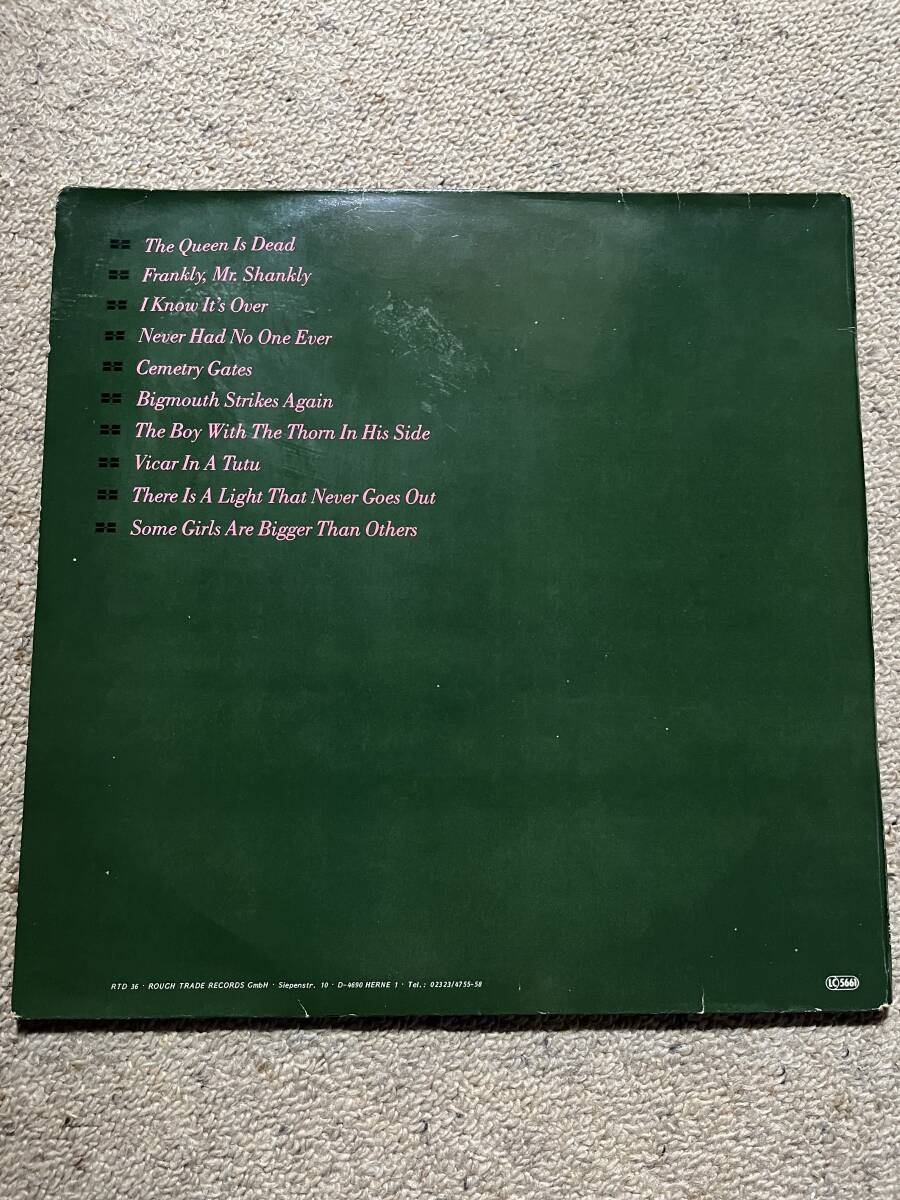 The Queen Is Dead
Frankly, Mr. Shankly
I Know It's Over
Never Had No One Ever
Cemetry Gates
Bigmouth Strikes Again
The Boy With The Thorn In His Side
Vicar In A Tutu
There Is A Light That Never Goes Out
Some Girls Are Bigger Than Others
RTD 36 · ROUGH TRADE RECORDS GmbH · Siepenstr. 10 · D-4690 HERNE 1 · Tel.: 02323/4755-58
LC 5661